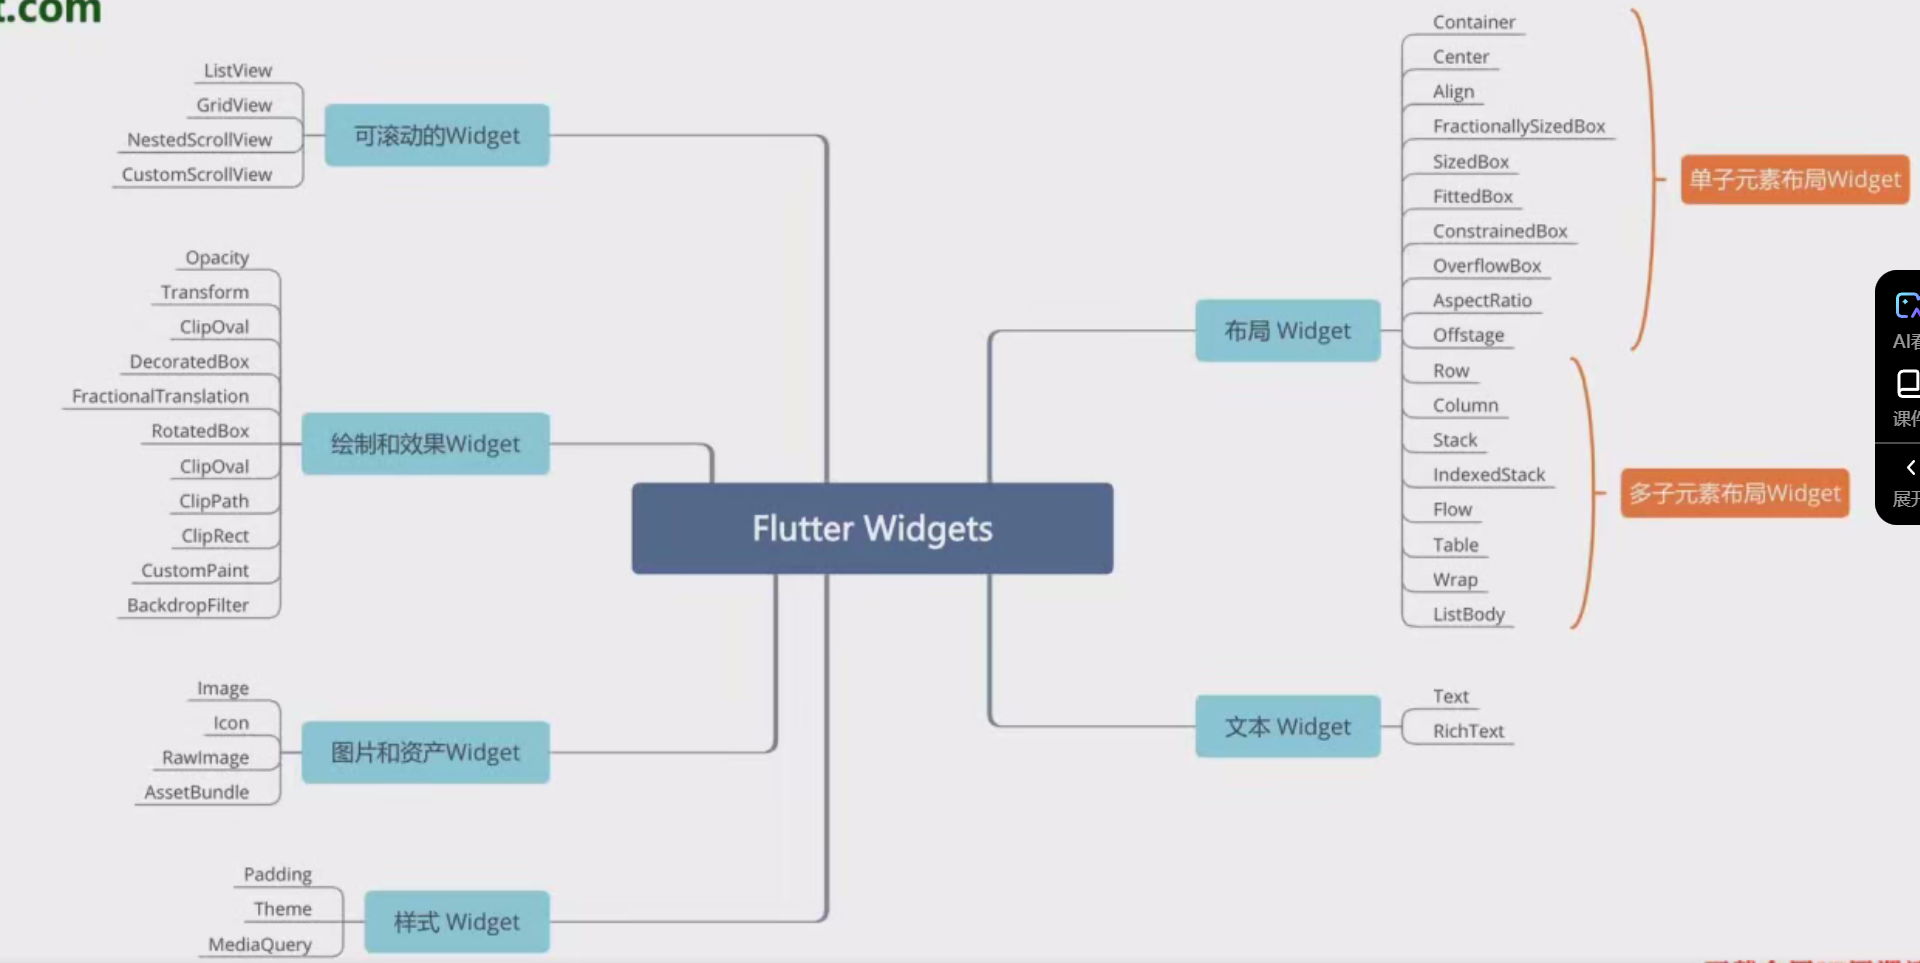 t.com
ListView
GridView
NestedScrollView
CustomScrollView
可滚动的Widget
Opacity
Transform
ClipOval
DecoratedBox
FractionalTranslation
RotatedBox
ClipOval
ClipPath
ClipRect
CustomPaint
BackdropFilter
绘制和效果Widget
Image
Icon
RawImage
AssetBundle
图片和资产Widget
Padding
Theme
MediaQuery
样式 Widget
Flutter Widgets
布局 Widget
Container
Center
Align
FractionallySizedBox
SizedBox
FittedBox
ConstrainedBox
OverflowBox
AspectRatio
Offstage
单子元素布局Widget
Row
Column
Stack
IndexedStack
Flow
Table
Wrap
ListBody
多子元素布局Widget
文本 Widget
Text
RichText
AI看
课件
展开